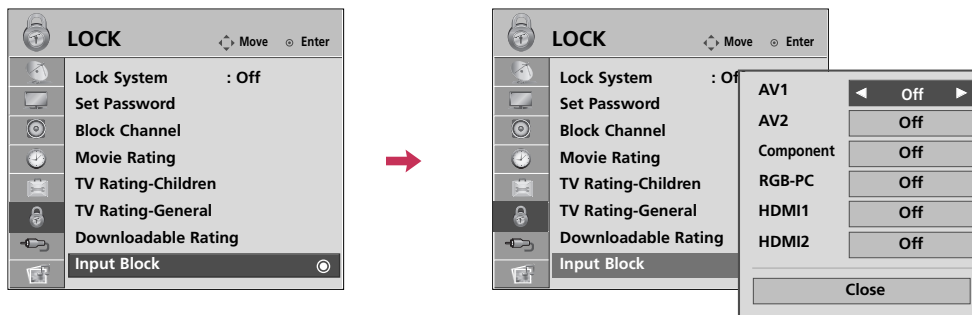 LOCK
Move
Enter
Lock System : Off
Set Password
Block Channel
Movie Rating
TV Rating-Children
TV Rating-General
Downloadable Rating
Input Block
LOCK
Move
Enter
Lock System : Of
Set Password
Block Channel
Movie Rating
TV Rating-Children
TV Rating-General
Downloadable Rating
Input Block
AV1 ◀ Off ▶
AV2 Off
Component Off
RGB-PC Off
HDMI1 Off
HDMI2 Off
Close